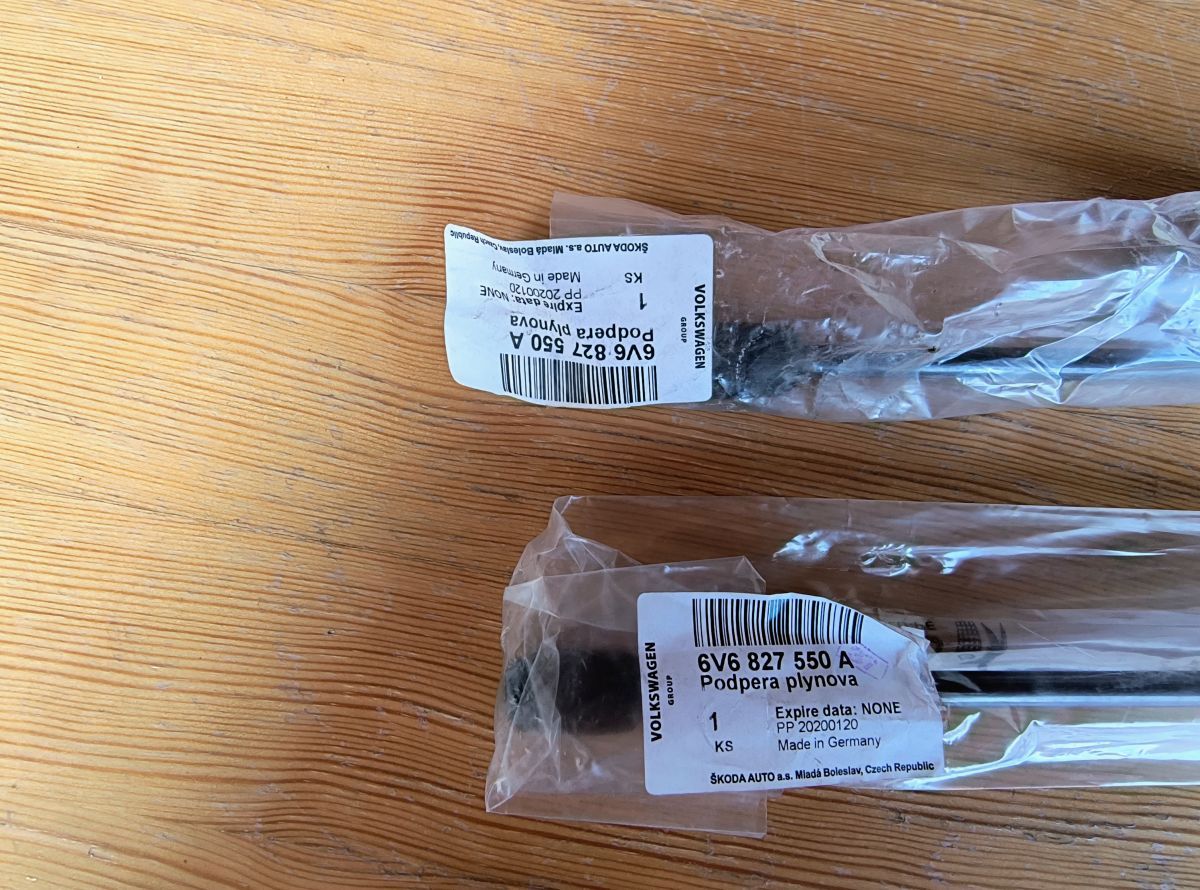 ŠKODA AUTO a.s. Mladá Boleslav, Czech Republic
KS
Made in Germany
1
PP 20200120
Expire data: NONE
Podpera plynova
6V6 827 550 A
VOLKSWAGEN
GROUP
VOLKSWAGEN
GROUP
6V6 827 550 A
Podpera plynova
1
Expire data: NONE
PP 20200120
KS
Made in Germany
ŠKODA AUTO a.s. Mladá Boleslav, Czech Republic